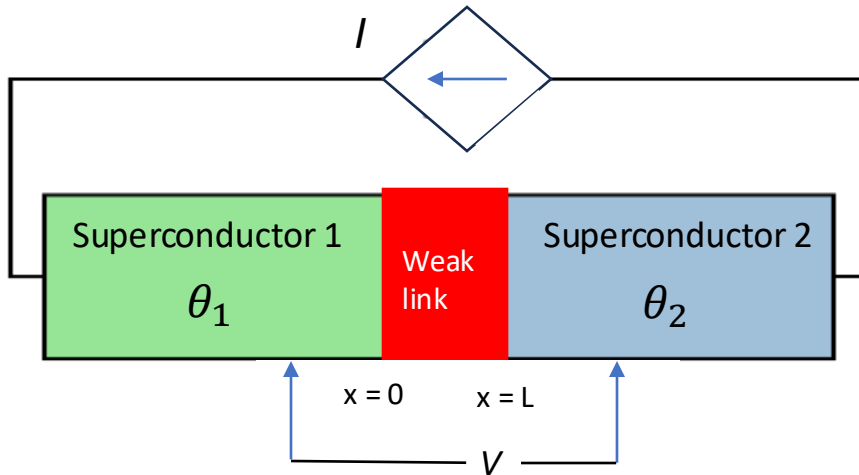 I
Superconductor 1
θ₁
Weak
link
Superconductor 2
θ₂
x = 0
x = L
V